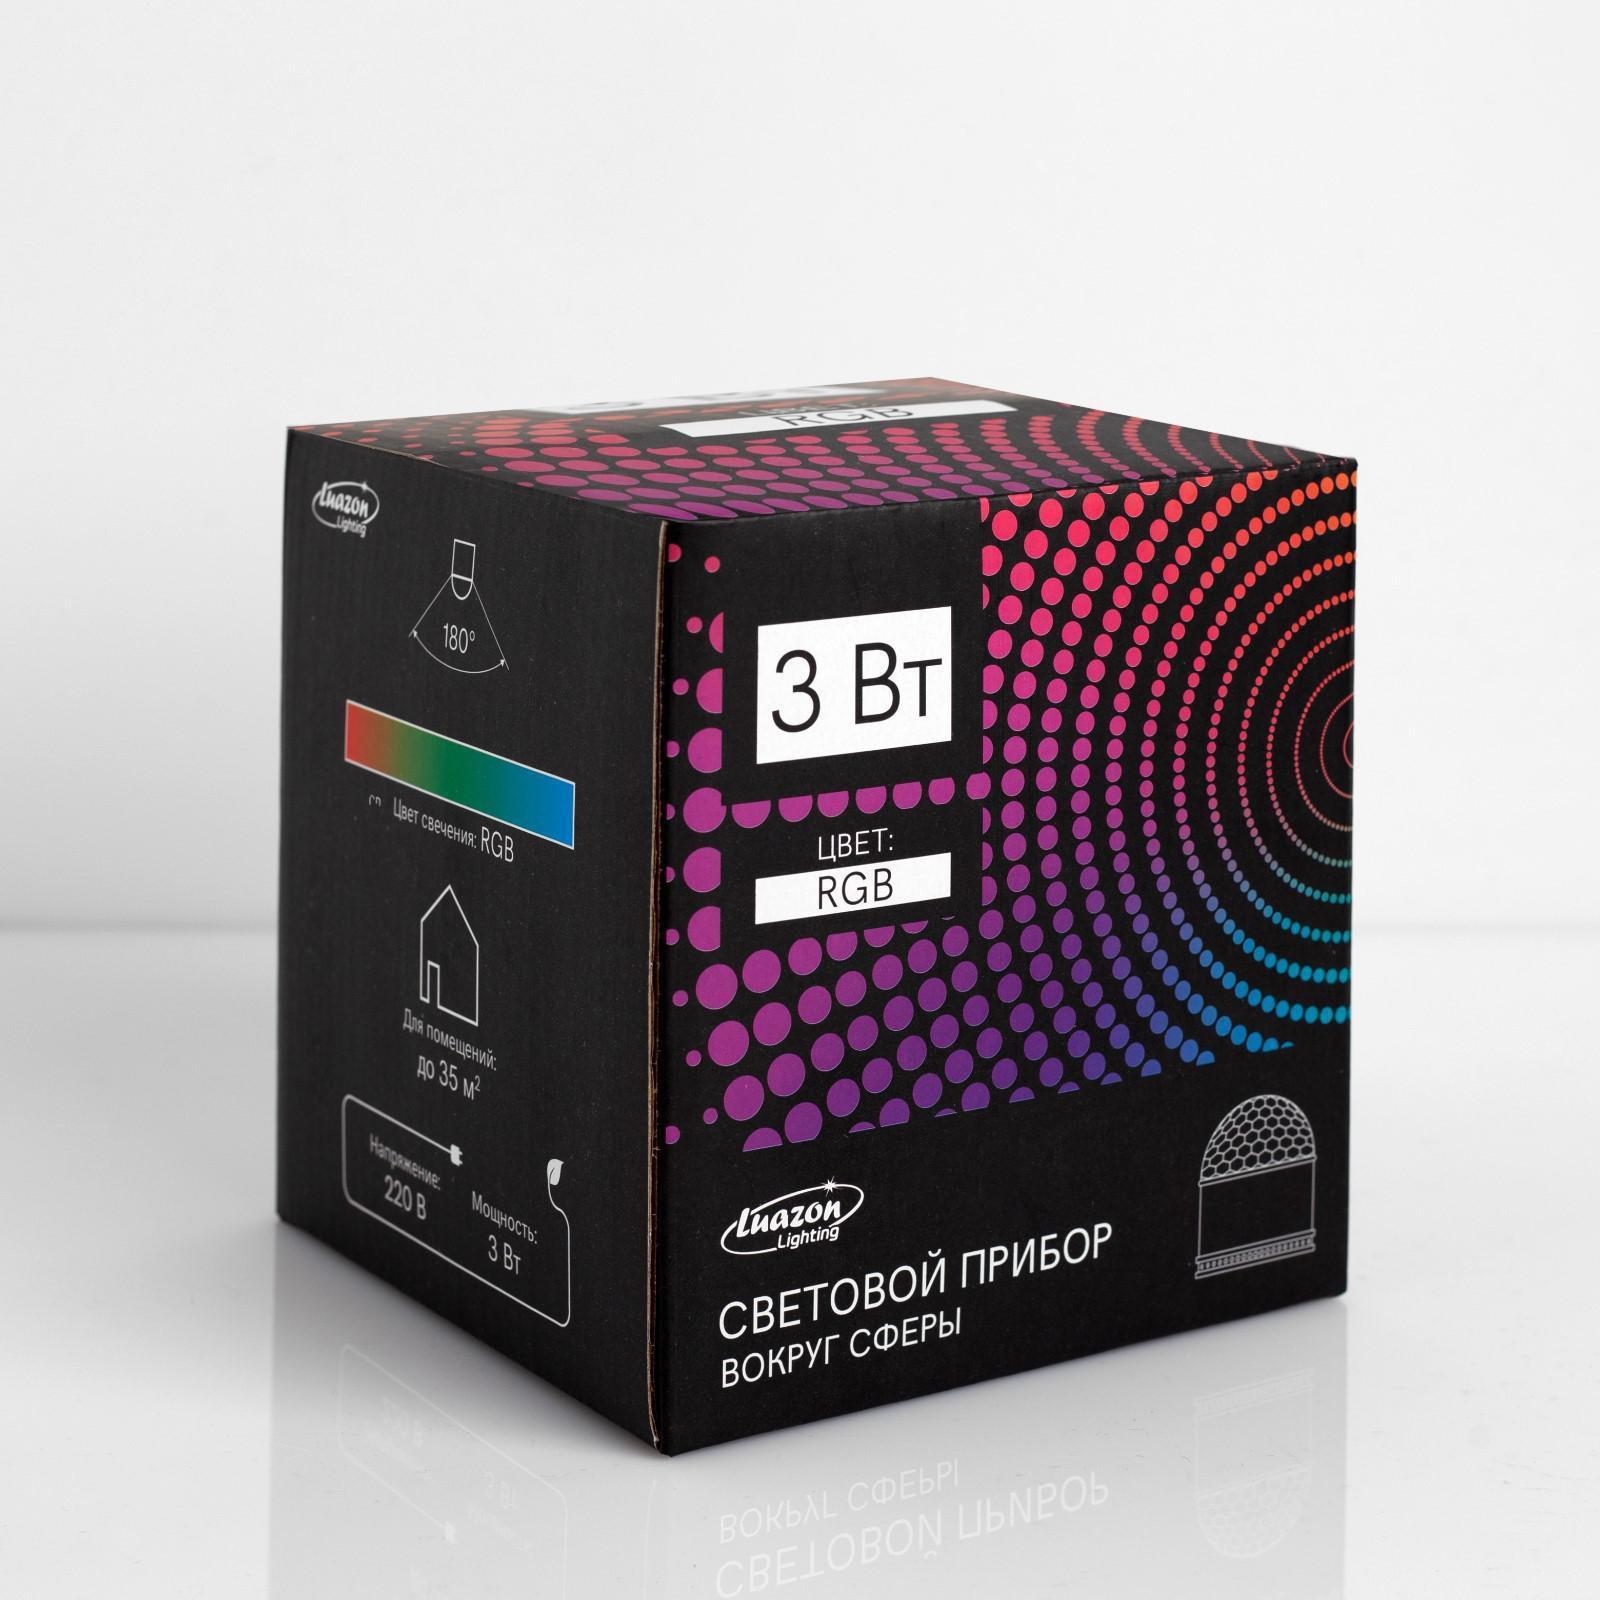 RGB
Luazon
Lighting
180°
Цвет свечения: RGB
Для помещений:
до 35 м²
Напряжение:
220 В
Мощность:
3 Вт
3 Вт
ЦВЕТ:
RGB
Luazon
Lighting
СВЕТОВОЙ ПРИБОР
ВОКРУГ СФЕРЫ